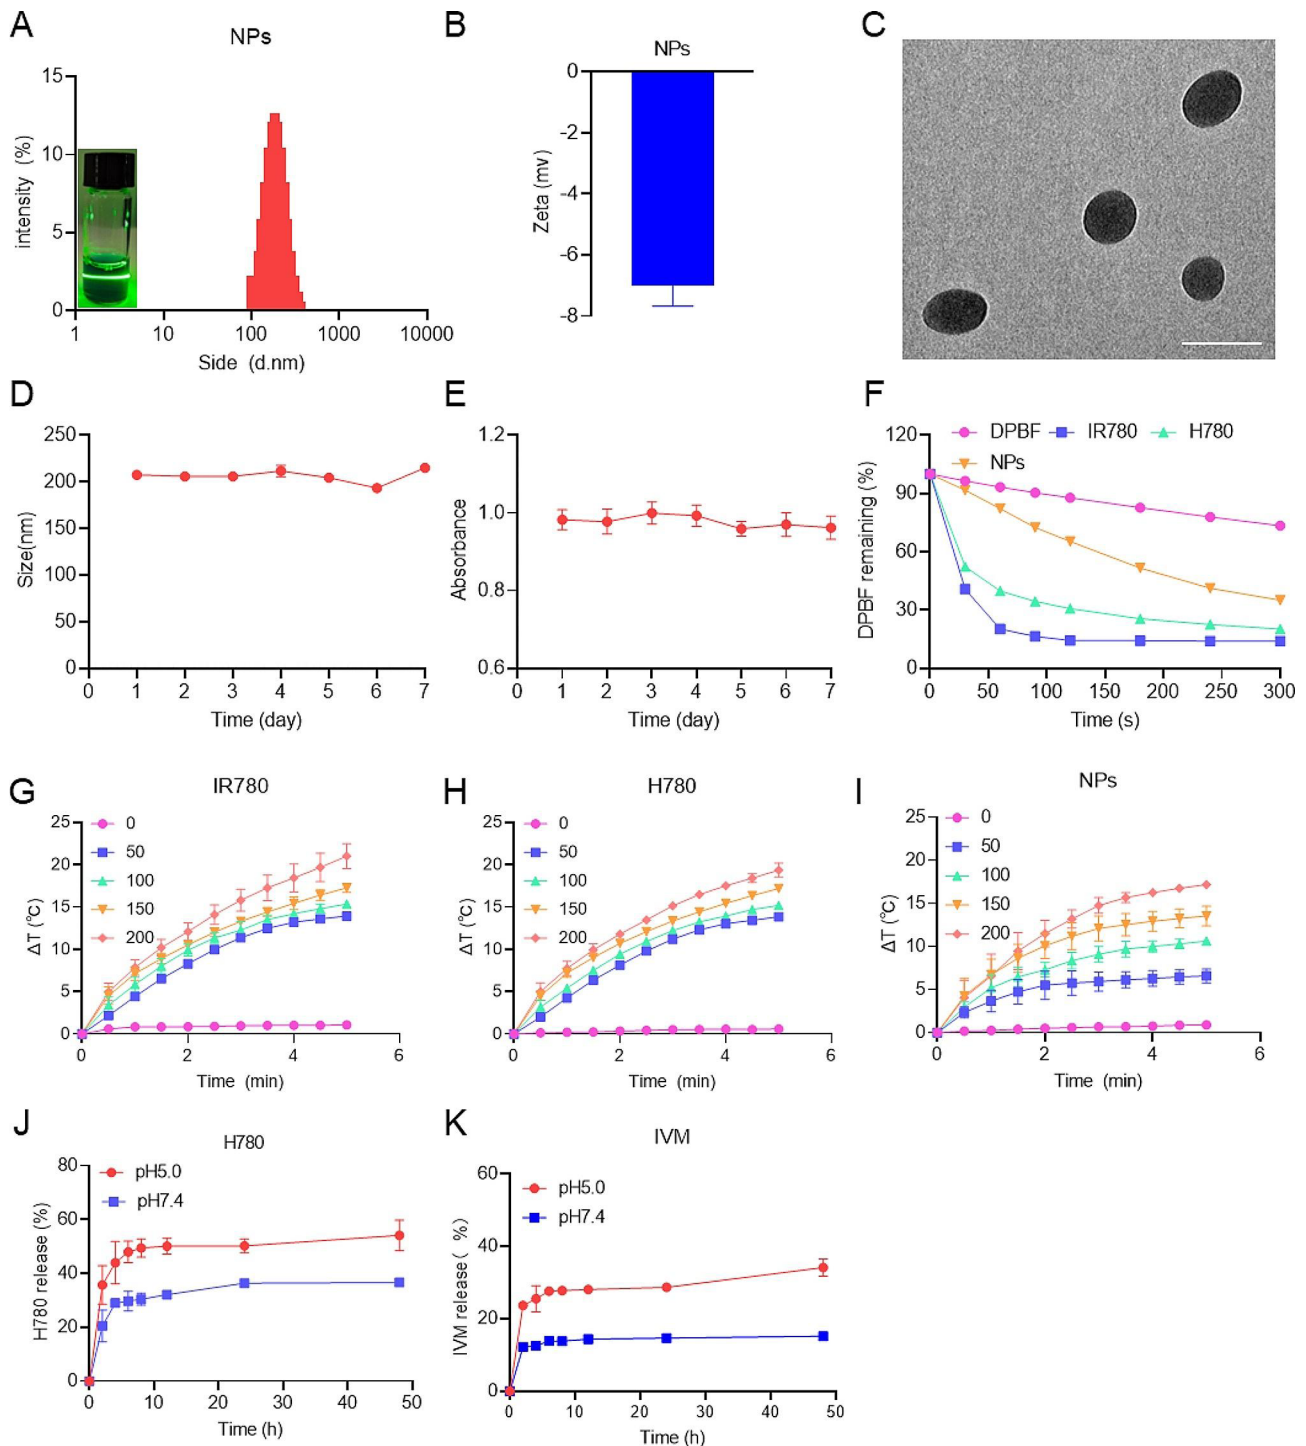 A
NPs
15
10
5
0
intensity (%)
1
10
100
1000
10000
Side (d.nm)
B
NPs
0
-2
-4
-6
-8
Zeta (mv)
C
D
250
200
150
100
50
0
Size(nm)
0 1 2 3 4 5 6 7
Time (day)
E
1.2
1.0
0.8
0.6
Absorbance
0 1 2 3 4 5 6 7
Time (day)
F
DPBF IR780 H780
NPs
120
90
60
30
0
DPBF remaining (%)
0 50 100 150 200 250 300
Time (s)
G
IR780
0
50
100
150
200
25
20
15
10
5
0
ΔT (°C)
0 2 4 6
Time (min)
H
H780
0
50
100
150
200
25
20
15
10
5
0
ΔT (°C)
0 2 4 6
Time (min)
I
NPs
0
50
100
150
200
25
20
15
10
5
0
ΔT (°C)
0 2 4 6
Time (min)
J
H780
pH5.0
pH7.4
80
60
40
20
0
H780 release (%)
0 10 20 30 40 50
Time (h)
K
IVM
pH5.0
pH7.4
60
40
20
0
IVM release( %)
0 10 20 30 40 50
Time (h)